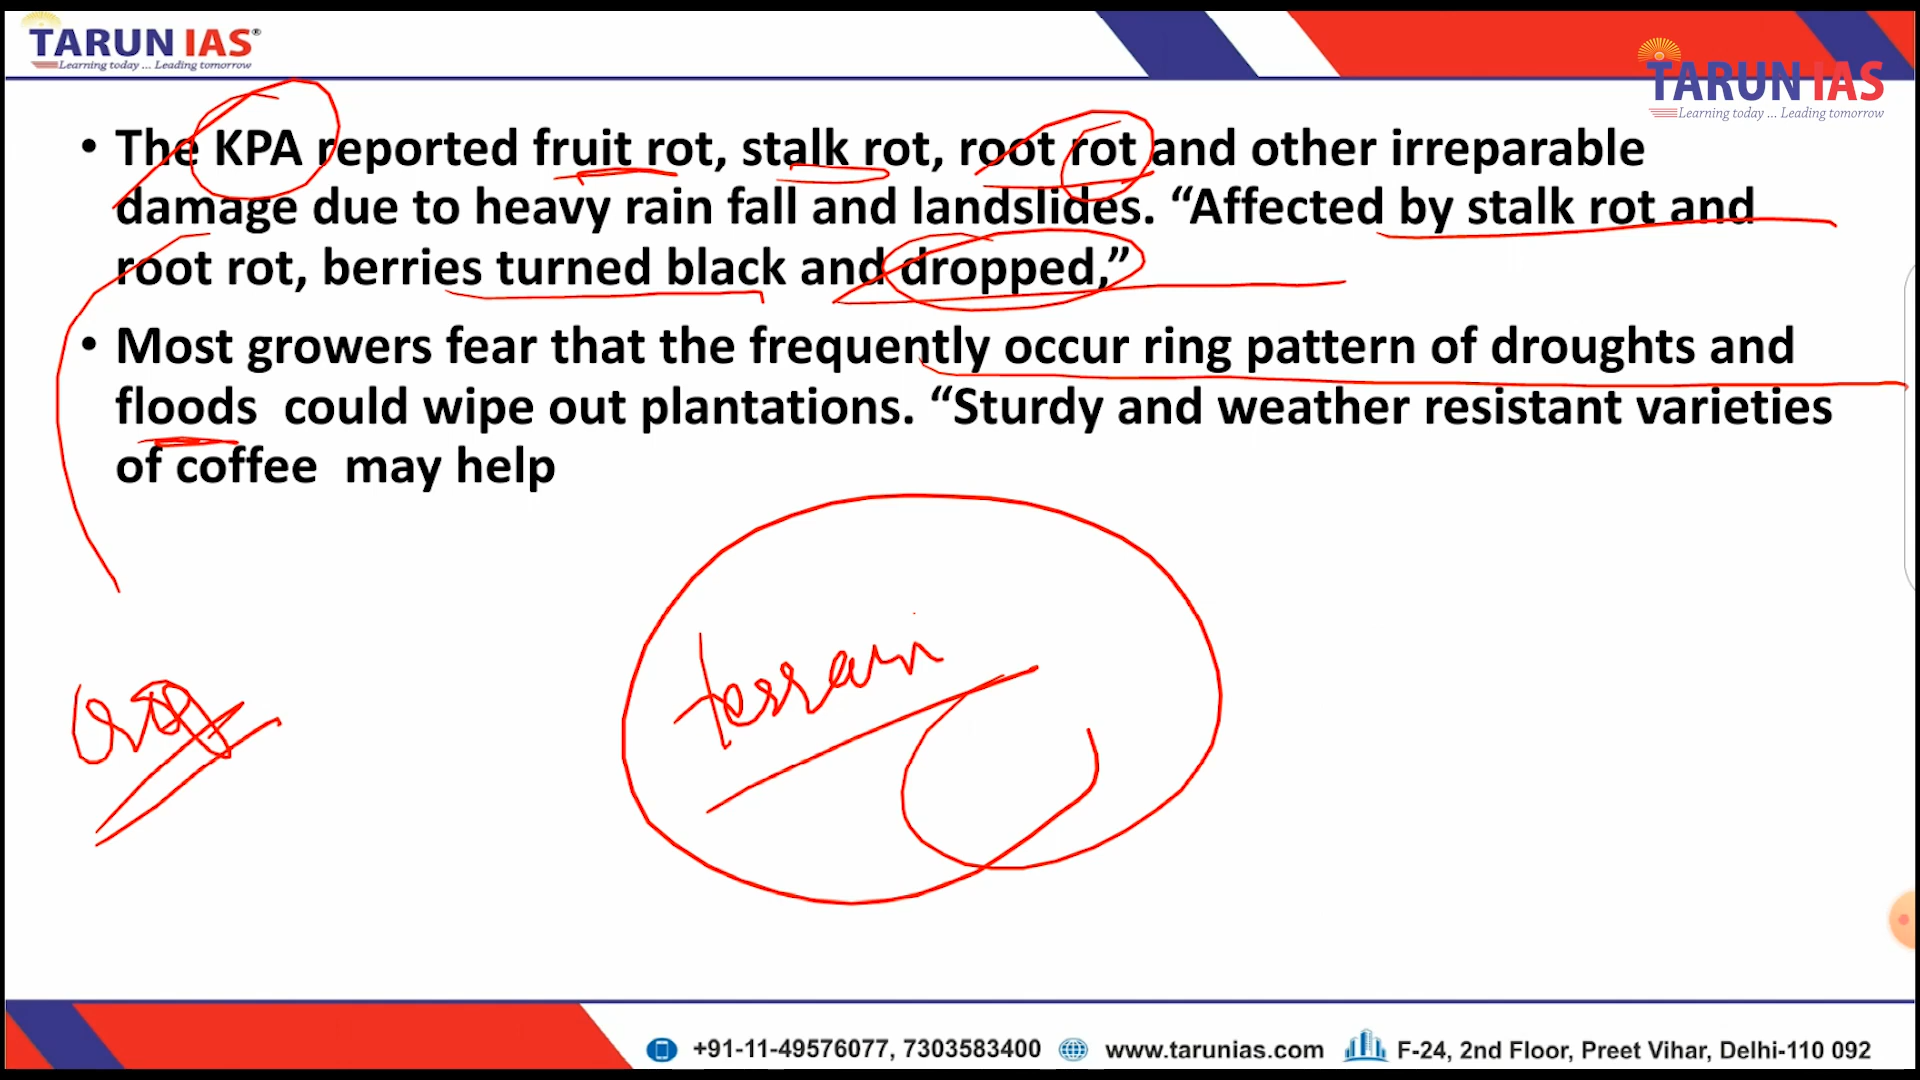 TARUN IAS®
Learning today ... Leading tomorrow
TARUN IAS
Learning today ... Leading tomorrow
• The KPA reported fruit rot, stalk rot, root rot and other irreparable
damage due to heavy rain fall and landslides. “Affected by stalk rot and
root rot, berries turned black and dropped,”
• Most growers fear that the frequently occur ring pattern of droughts and
floods could wipe out plantations. “Sturdy and weather resistant varieties
of coffee may help
terrain
+91-11-49576077, 7303583400 www.tarunias.com F-24, 2nd Floor, Preet Vihar, Delhi-110 092